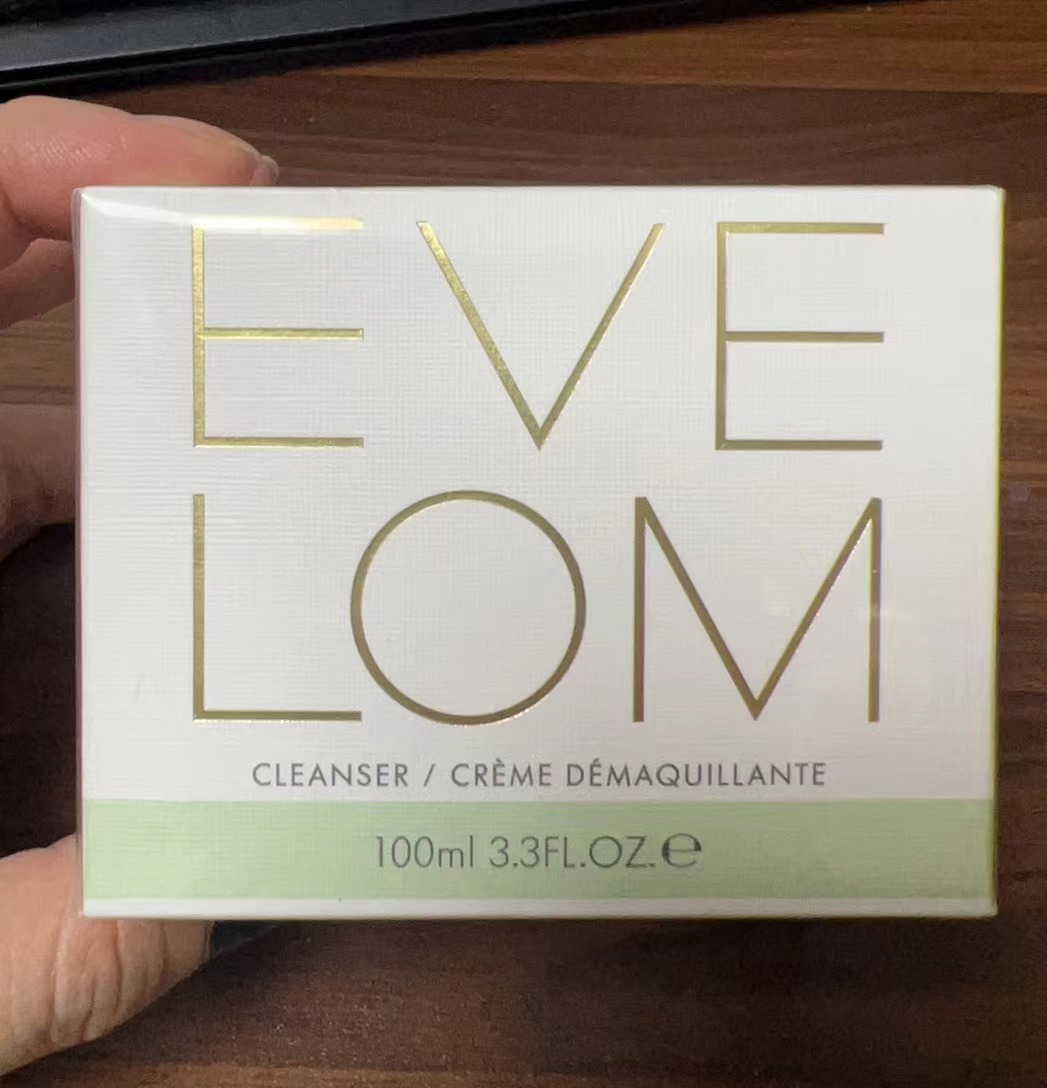 EVE
LOM
CLEANSER / CRÈME DÉMAQUILLANTE
100ml 3.3FL.OZ.℮